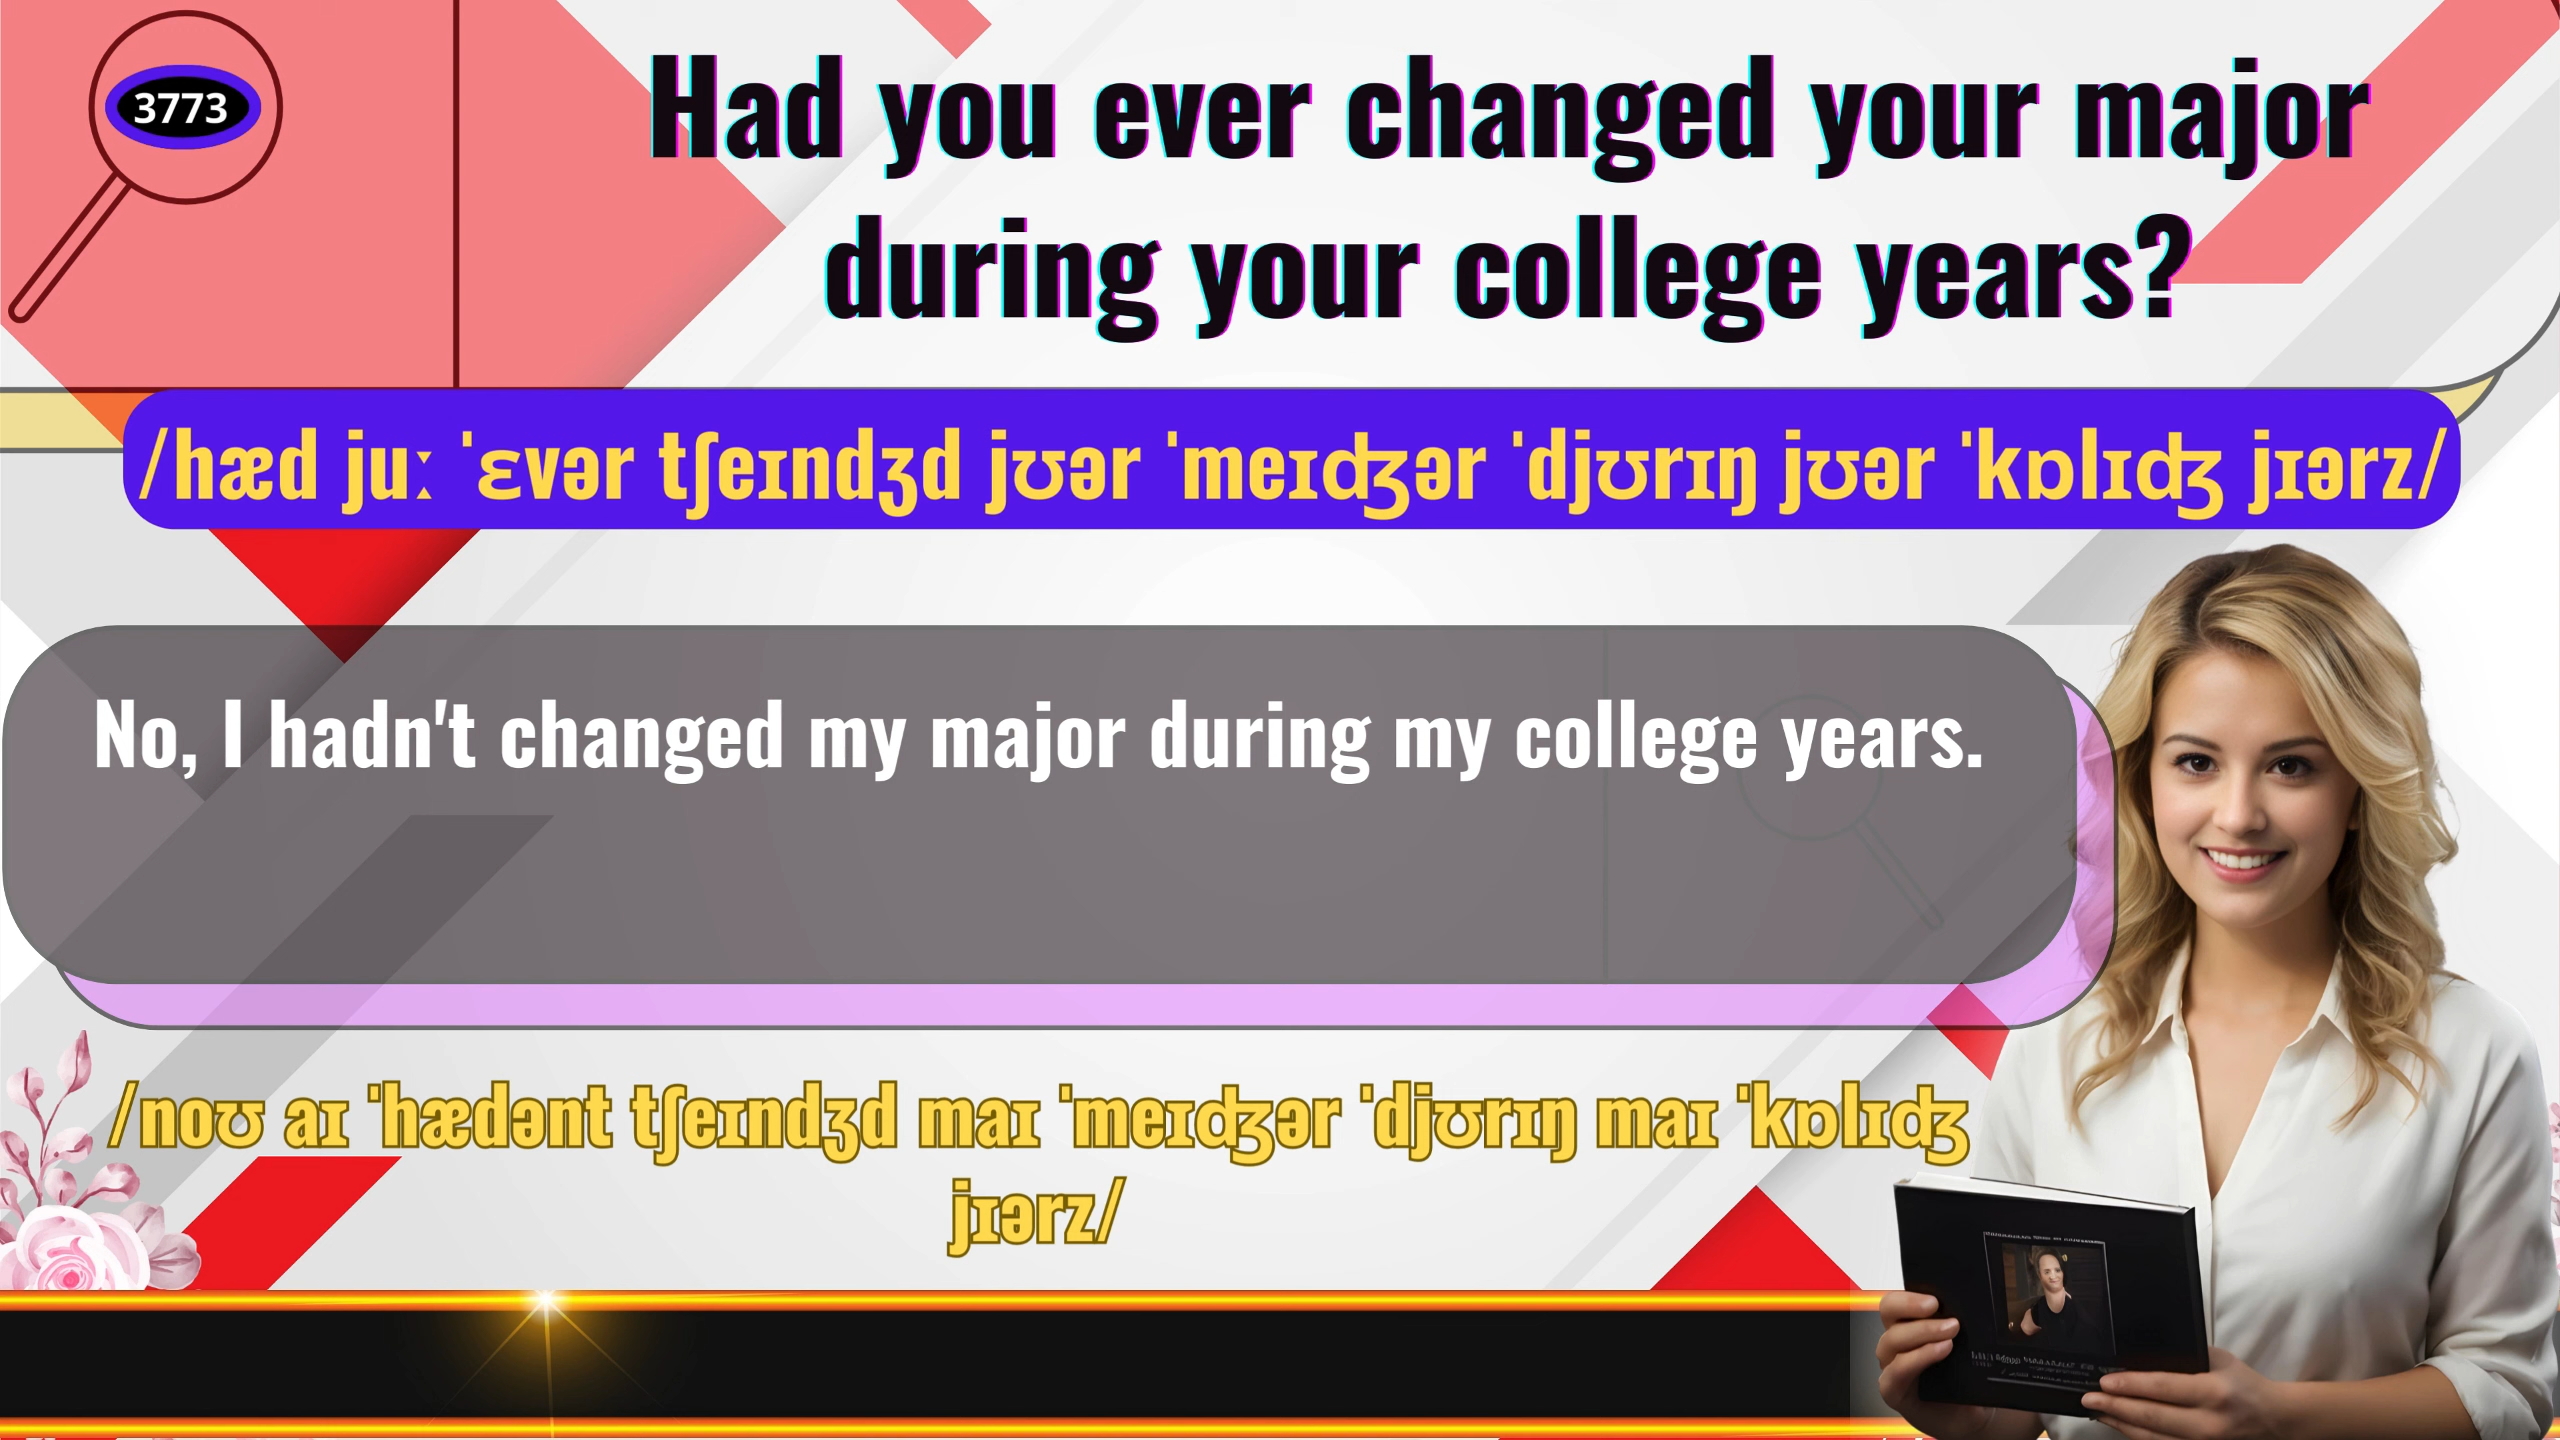 3773
Had you ever changed your major
during your college years?
/hæd juː ˈɛvər tʃeɪndʒd jʊər ˈmeɪʤər ˈdjʊrɪŋ jʊər ˈkɒlɪʤ jɪərz/
No, I hadn't changed my major during my college years.
/noʊ aɪ ˈhædənt tʃeɪndʒd maɪ ˈmeɪʤər ˈdjʊrɪŋ maɪ ˈkɒlɪʤ
jɪərz/